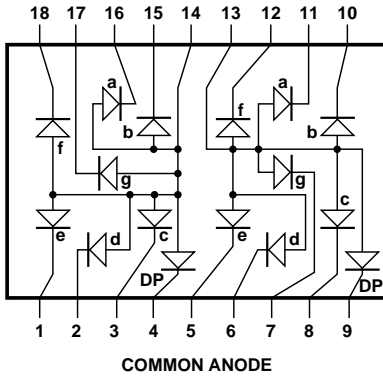 18 17 16 15 14 13 12 11 10
a a
f b f b
g g
e d c e d c
DP DP
1 2 3 4 5 6 7 8 9
COMMON ANODE